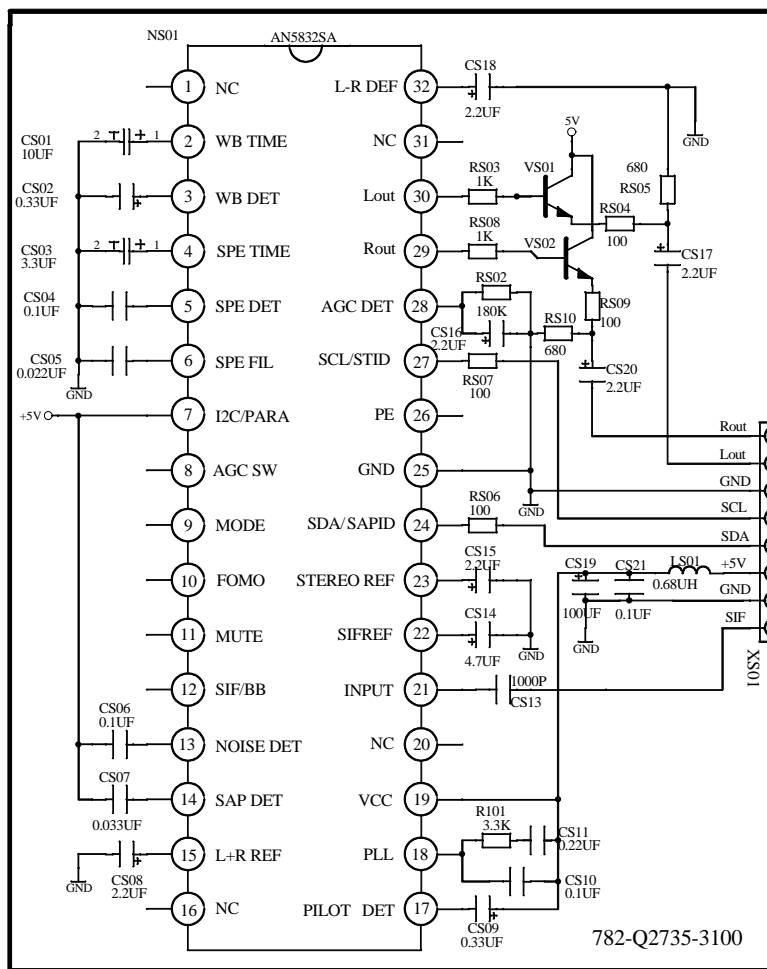 NS01 AN5832SA
1 NC
2 WB TIME
3 WB DET
4 SPE TIME
5 SPE DET
6 SPE FIL
7 I2C/PARA
8 AGC SW
9 MODE
10 FOMO
11 MUTE
12 SIF/BB
13 NOISE DET
14 SAP DET
15 L+R REF
16 NC
L-R DEF 32
NC 31
Lout 30
Rout 29
AGC DET 28
SCL/STID 27
PE 26
GND 25
SDA/SAPID 24
STEREO REF 23
SIFREF 22
INPUT 21
NC 20
VCC 19
PLL 18
PILOT DET 17
CS01
10UF
2 + 1
CS02
0.33UF
+
CS03
3.3UF
2 + 1
CS04
0.1UF
CS05
0.022UF
GND
+5V
CS06
0.1UF
CS07
0.033UF
GND
CS08
2.2UF
+
CS18
+
2.2UF
GND
5V
680
RS05
RS03
1K
VS01
RS04
100
RS08
1K
VS02
+
CS17
2.2UF
RS02
180K
CS16
2.2UF
+
RS10
680
RS09
100
RS07
100
+
CS20
2.2UF
GND
RS06
100
CS15
2.2UF
+
CS14
+
4.7UF
GND
CS19
+
100UF
CS21
0.1UF
LS01
0.68UH
GND
1000P
CS13
R101
3.3K
CS11
0.22UF
CS10
0.1UF
CS09
+
0.33UF
Rout
Lout
GND
SCL
SDA
+5V
GND
SIF
XS01
782-Q2735-3100